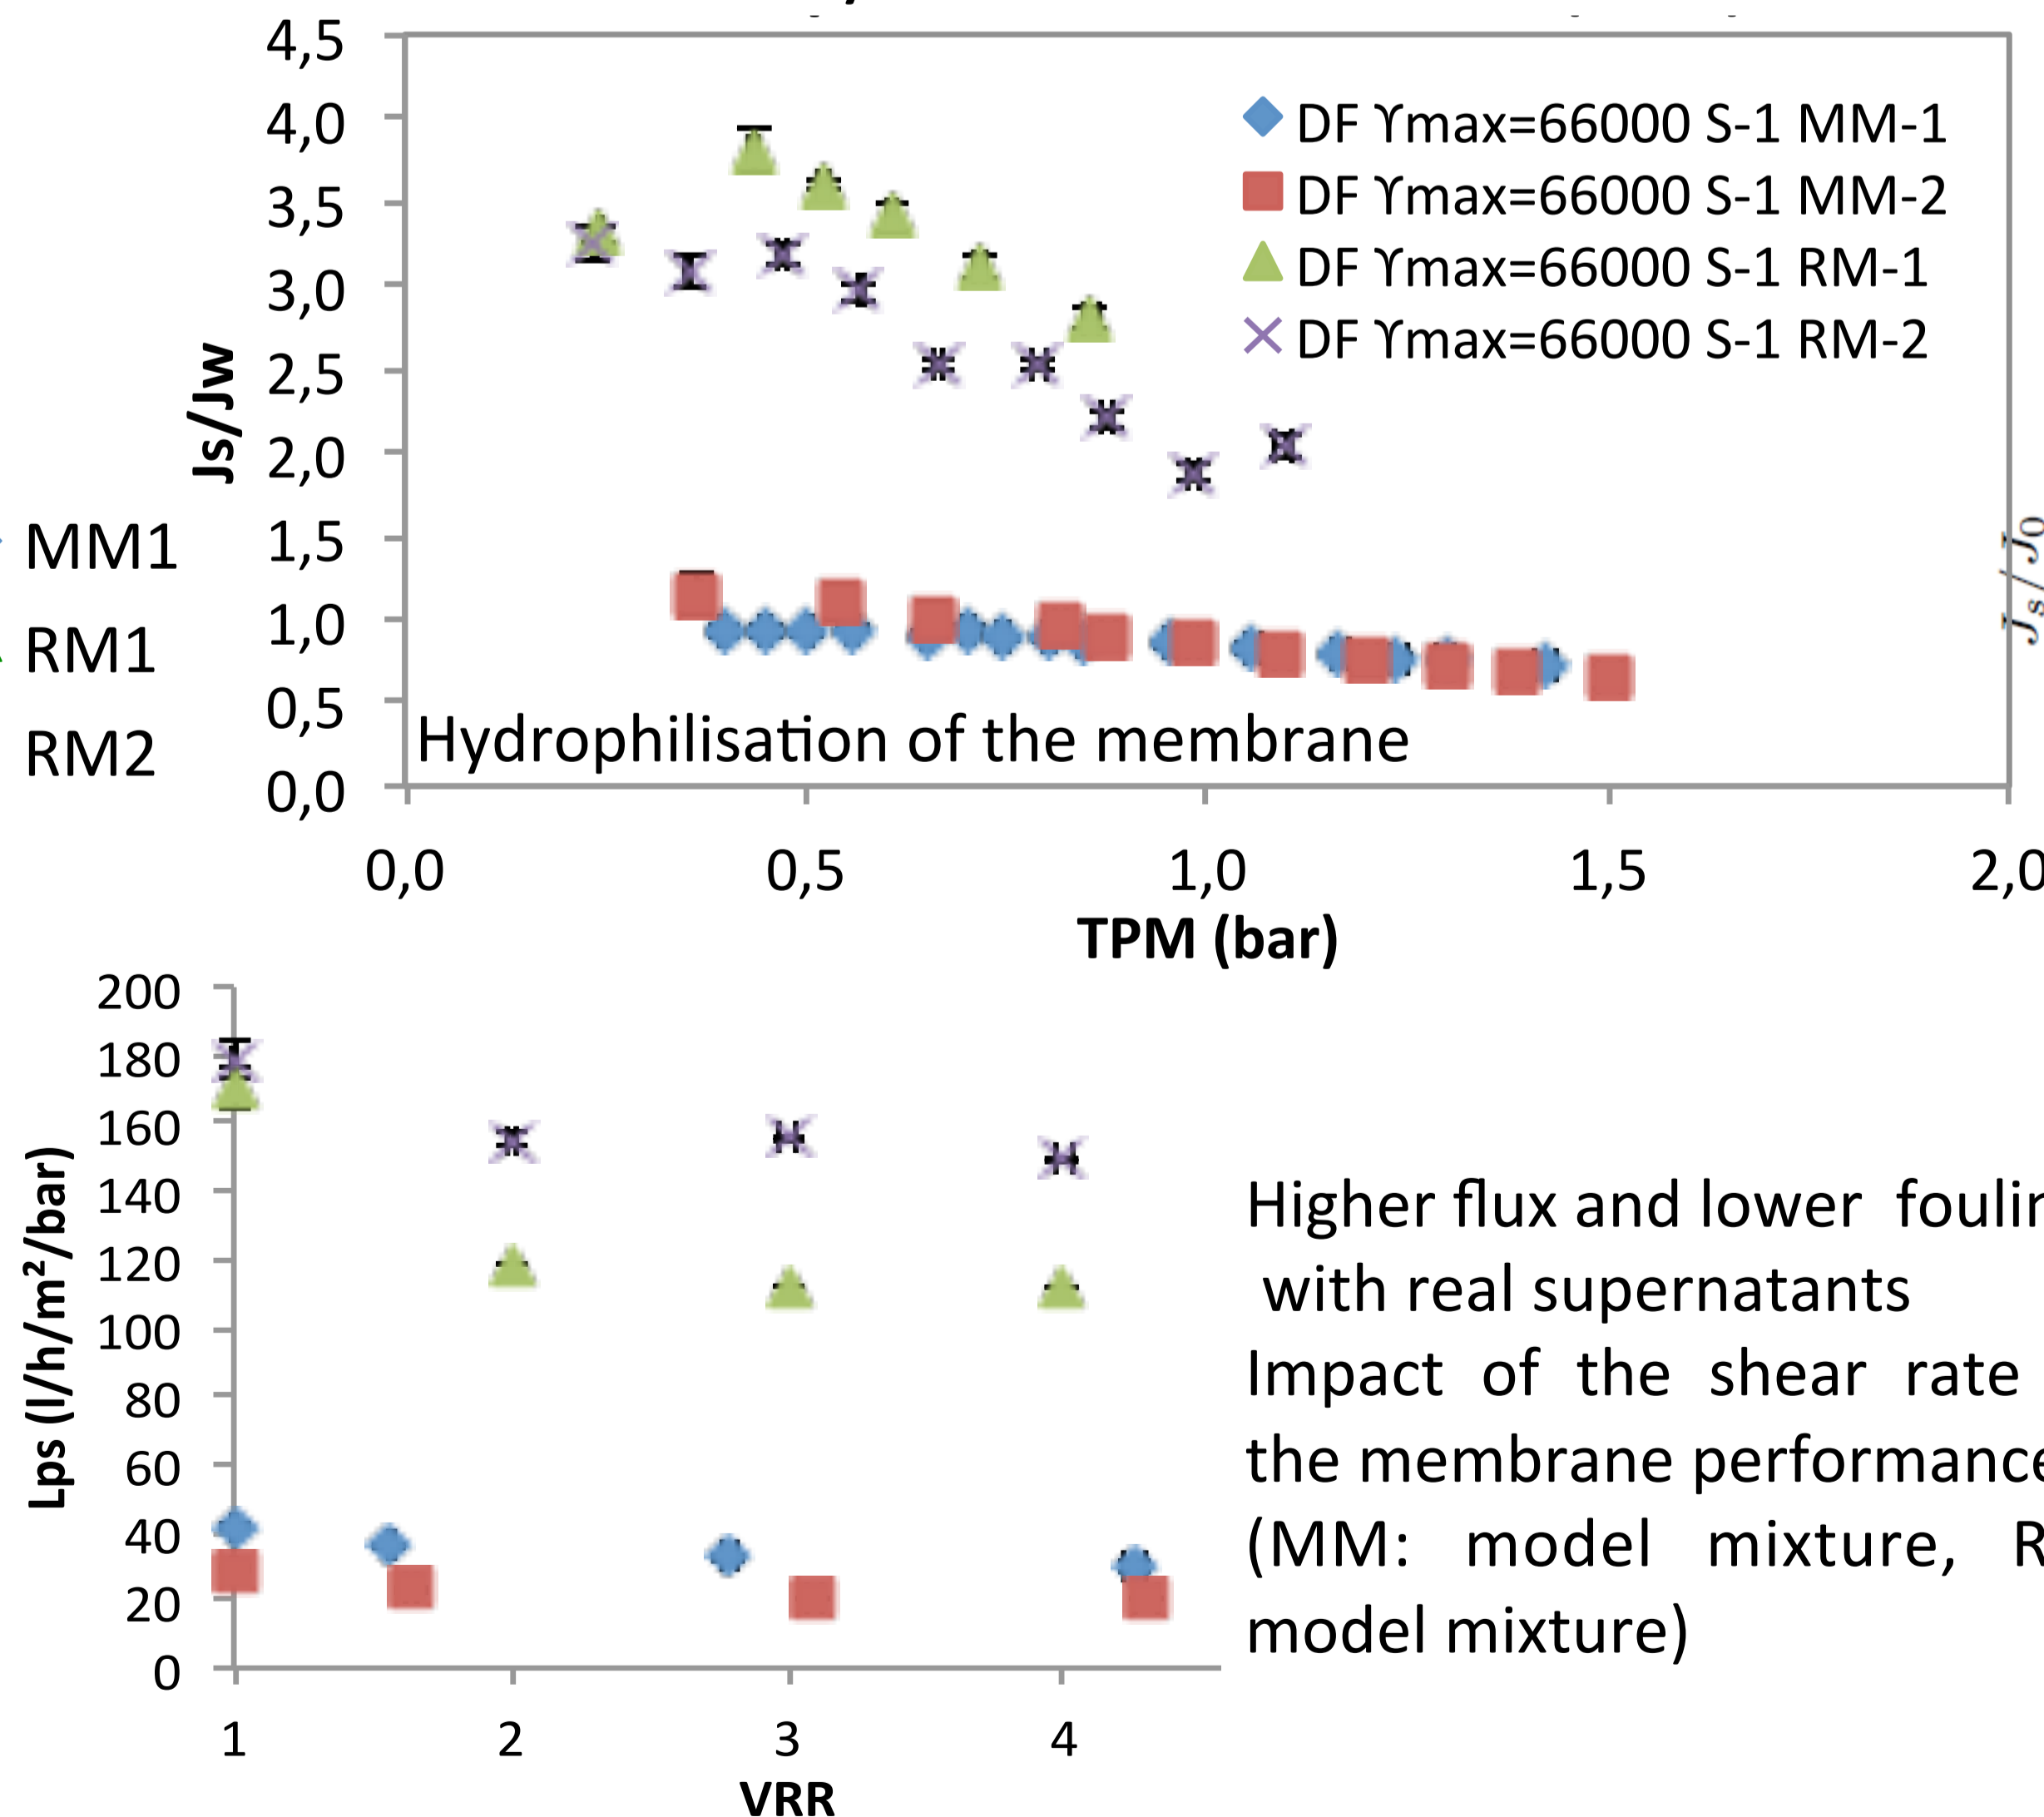 4,5
4,0
3,5
3,0
2,5
2,0
1,5
1,0
0,5
0,0
Js/Jw
DF ϒmax=66000 S-1 MM-1
DF ϒmax=66000 S-1 MM-2
DF ϒmax=66000 S-1 RM-1
DF ϒmax=66000 S-1 RM-2
MM1
RM1
RM2
Js/J0
Hydrophilisation of the membrane
0,0 0,5 1,0 1,5 2,0
TPM (bar)
200
180
160
140
120
100
80
60
40
20
0
Lps (l/h/m²/bar)
1 2 3 4
VRR
Higher flux and lower
with real supernatants
Impact of the shear rate
the membrane performance
(MM: model mixture,
model mixture)